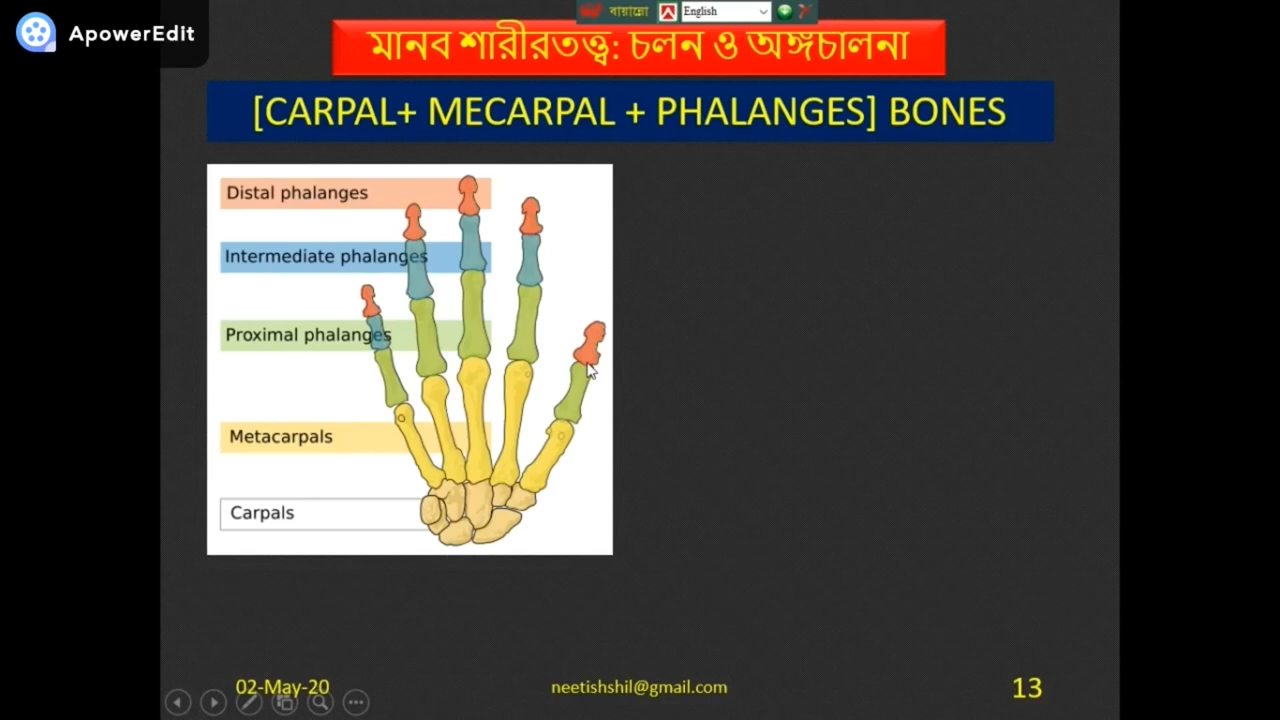 ApowerEdit
বায়ান্নো
English
মানব শারীরতত্ত্ব: চলন ও অঙ্গচালনা
[CARPAL+ MECARPAL + PHALANGES] BONES
Distal phalanges
Intermediate phalanges
Proximal phalanges
Metacarpals
Carpals
02-May-20
neetishshil@gmail.com
13